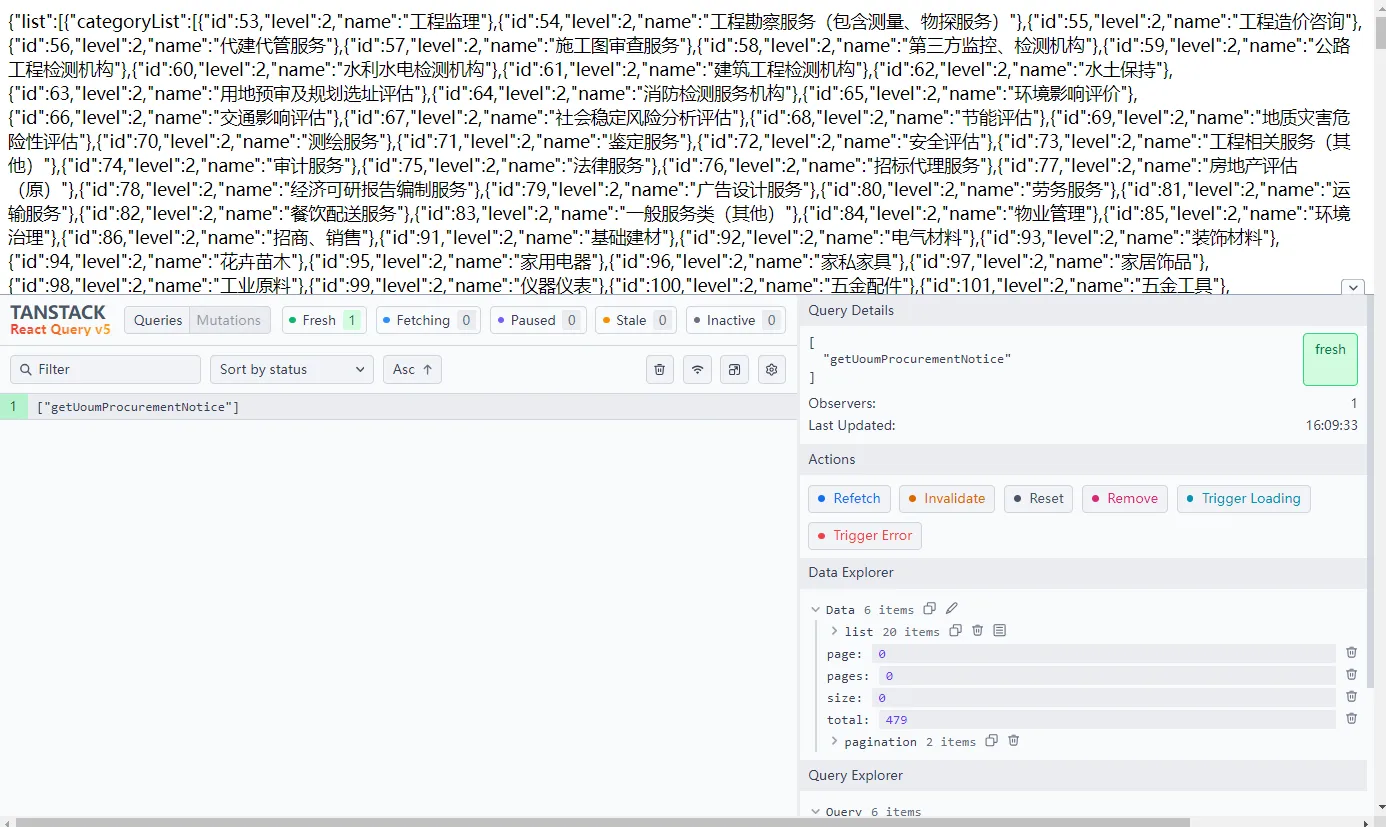 {"list":[{"categoryList":[{"id":53,"level":2,"name":"工程监理"},{"id":54,"level":2,"name":"工程勘察服务（包含测量、物探服务）"},{"id":55,"level":2,"name":"工程造价咨询"},
{"id":56,"level":2,"name":"代建代管服务"},{"id":57,"level":2,"name":"施工图审查服务"},{"id":58,"level":2,"name":"第三方监控、检测机构"},{"id":59,"level":2,"name":"公路
工程检测机构"},{"id":60,"level":2,"name":"水利水电检测机构"},{"id":61,"level":2,"name":"建筑工程检测机构"},{"id":62,"level":2,"name":"水土保持"},
{"id":63,"level":2,"name":"用地预审及规划选址评估"},{"id":64,"level":2,"name":"消防检测服务机构"},{"id":65,"level":2,"name":"环境影响评价"},
{"id":66,"level":2,"name":"交通影响评估"},{"id":67,"level":2,"name":"社会稳定风险分析评估"},{"id":68,"level":2,"name":"节能评估"},{"id":69,"level":2,"name":"地质灾害危
险性评估"},{"id":70,"level":2,"name":"测绘服务"},{"id":71,"level":2,"name":"鉴定服务"},{"id":72,"level":2,"name":"安全评估"},{"id":73,"level":2,"name":"工程相关服务（其
他）"},{"id":74,"level":2,"name":"审计服务"},{"id":75,"level":2,"name":"法律服务"},{"id":76,"level":2,"name":"招标代理服务"},{"id":77,"level":2,"name":"房地产评估
（原）"},{"id":78,"level":2,"name":"经济可研报告编制服务"},{"id":79,"level":2,"name":"广告设计服务"},{"id":80,"level":2,"name":"劳务服务"},{"id":81,"level":2,"name":"运
输服务"},{"id":82,"level":2,"name":"餐饮配送服务"},{"id":83,"level":2,"name":"一般服务类（其他）"},{"id":84,"level":2,"name":"物业管理"},{"id":85,"level":2,"name":"环境
治理"},{"id":86,"level":2,"name":"招商、销售"},{"id":91,"level":2,"name":"基础建材"},{"id":92,"level":2,"name":"电气材料"},{"id":93,"level":2,"name":"装饰材料"},
{"id":94,"level":2,"name":"花卉苗木"},{"id":95,"level":2,"name":"家用电器"},{"id":96,"level":2,"name":"家私家具"},{"id":97,"level":2,"name":"家居饰品"},
{"id":98,"level":2,"name":"工业原料"},{"id":99,"level":2,"name":"仪器仪表"},{"id":100,"level":2,"name":"五金配件"},{"id":101,"level":2,"name":"五金工具"},
TANSTACK
React Query v5
Queries Mutations
Fresh 1
Fetching 0
Paused 0
Stale 0
Inactive 0
Filter
Sort by status
Asc ↑
1 ["getUoumProcurementNotice"]
Query Details
[
"getUoumProcurementNotice"
]
fresh
Observers: 1
Last Updated: 16:09:33
Actions
Refetch
Invalidate
Reset
Remove
Trigger Loading
Trigger Error
Data Explorer
Data 6 items
list 20 items
page: 0
pages: 0
size: 0
total: 479
pagination 2 items
Query Explorer
Query 6 items